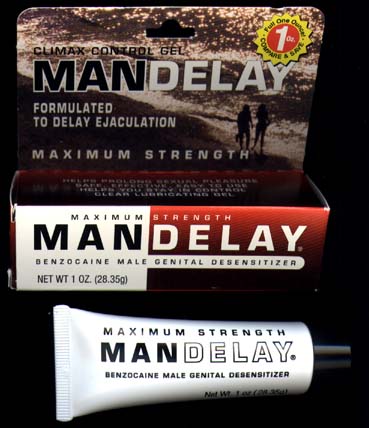 CLIMAX CONTROL GEL
Full One Ounce!
1
oz.
COMPARE & SAVE
MANDELAY
FORMULATED
TO DELAY EJACULATION
MAXIMUM STRENGTH
HELPS PROLONG SEXUAL PLEASURE
SAFE, EFFECTIVE, EASY TO USE
HELPS YOU STAY IN CONTROL
CLEAR LUBRICATING GEL
MAXIMUM STRENGTH
MANDELAY®
BENZOCAINE MALE GENITAL DESENSITIZER
NET WT 1 OZ. (28.35g)
MAXIMUM STRENGTH
MANDELAY®
BENZOCAINE MALE GENITAL DESENSITIZER
Net Wt. 1 oz (28.35g)